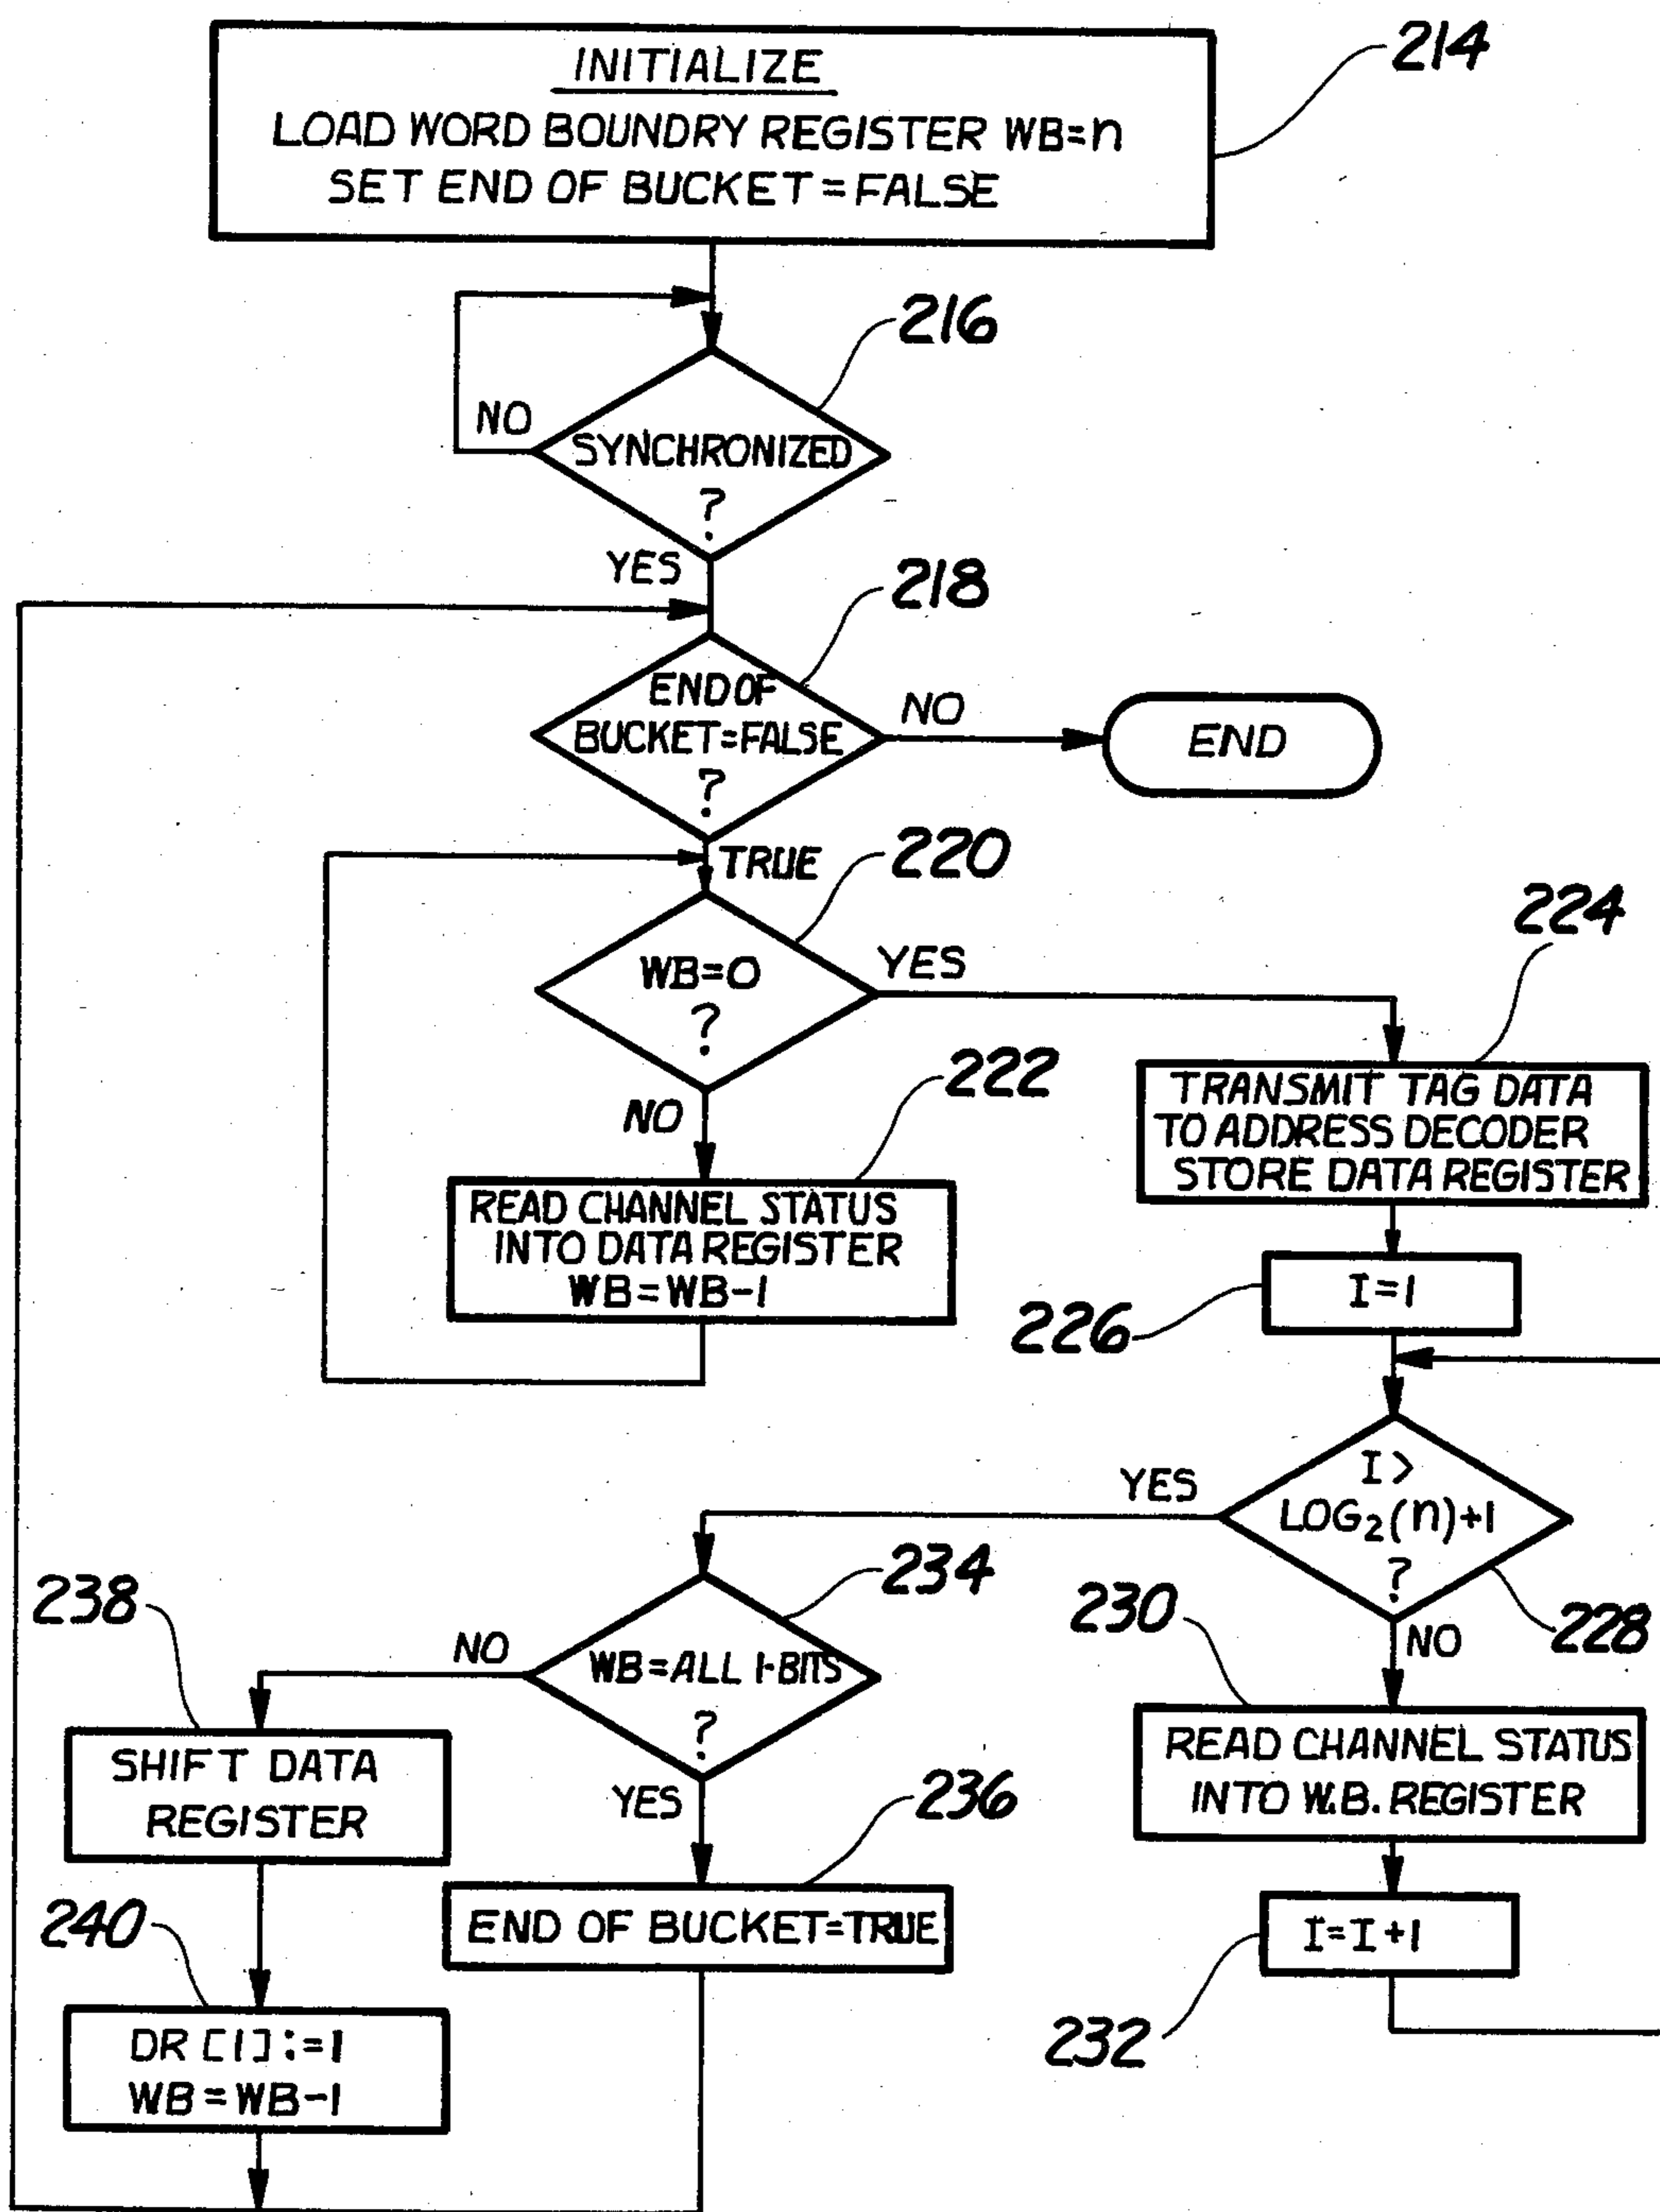 INITIALIZE
LOAD WORD BOUNDRY REGISTER WB=n
SET END OF BUCKET=FALSE
214
216
NO
SYNCHRONIZED
?
YES
218
END OF
BUCKET=FALSE
?
NO
END
TRUE
220
WB=0
?
YES
224
NO
222
TRANSMIT TAG DATA
TO ADDRESS DECODER
STORE DATA REGISTER
READ CHANNEL STATUS
INTO DATA REGISTER
WB=WB-1
226
I=1
YES
I>
LOG₂(n)+1
?
228
NO
234
WB=ALL 1-BITS
?
NO
YES
238
SHIFT DATA
REGISTER
230
READ CHANNEL STATUS
INTO W.B. REGISTER
236
END OF BUCKET=TRUE
240
DR [1]:=1
WB=WB-1
232
I=I+1